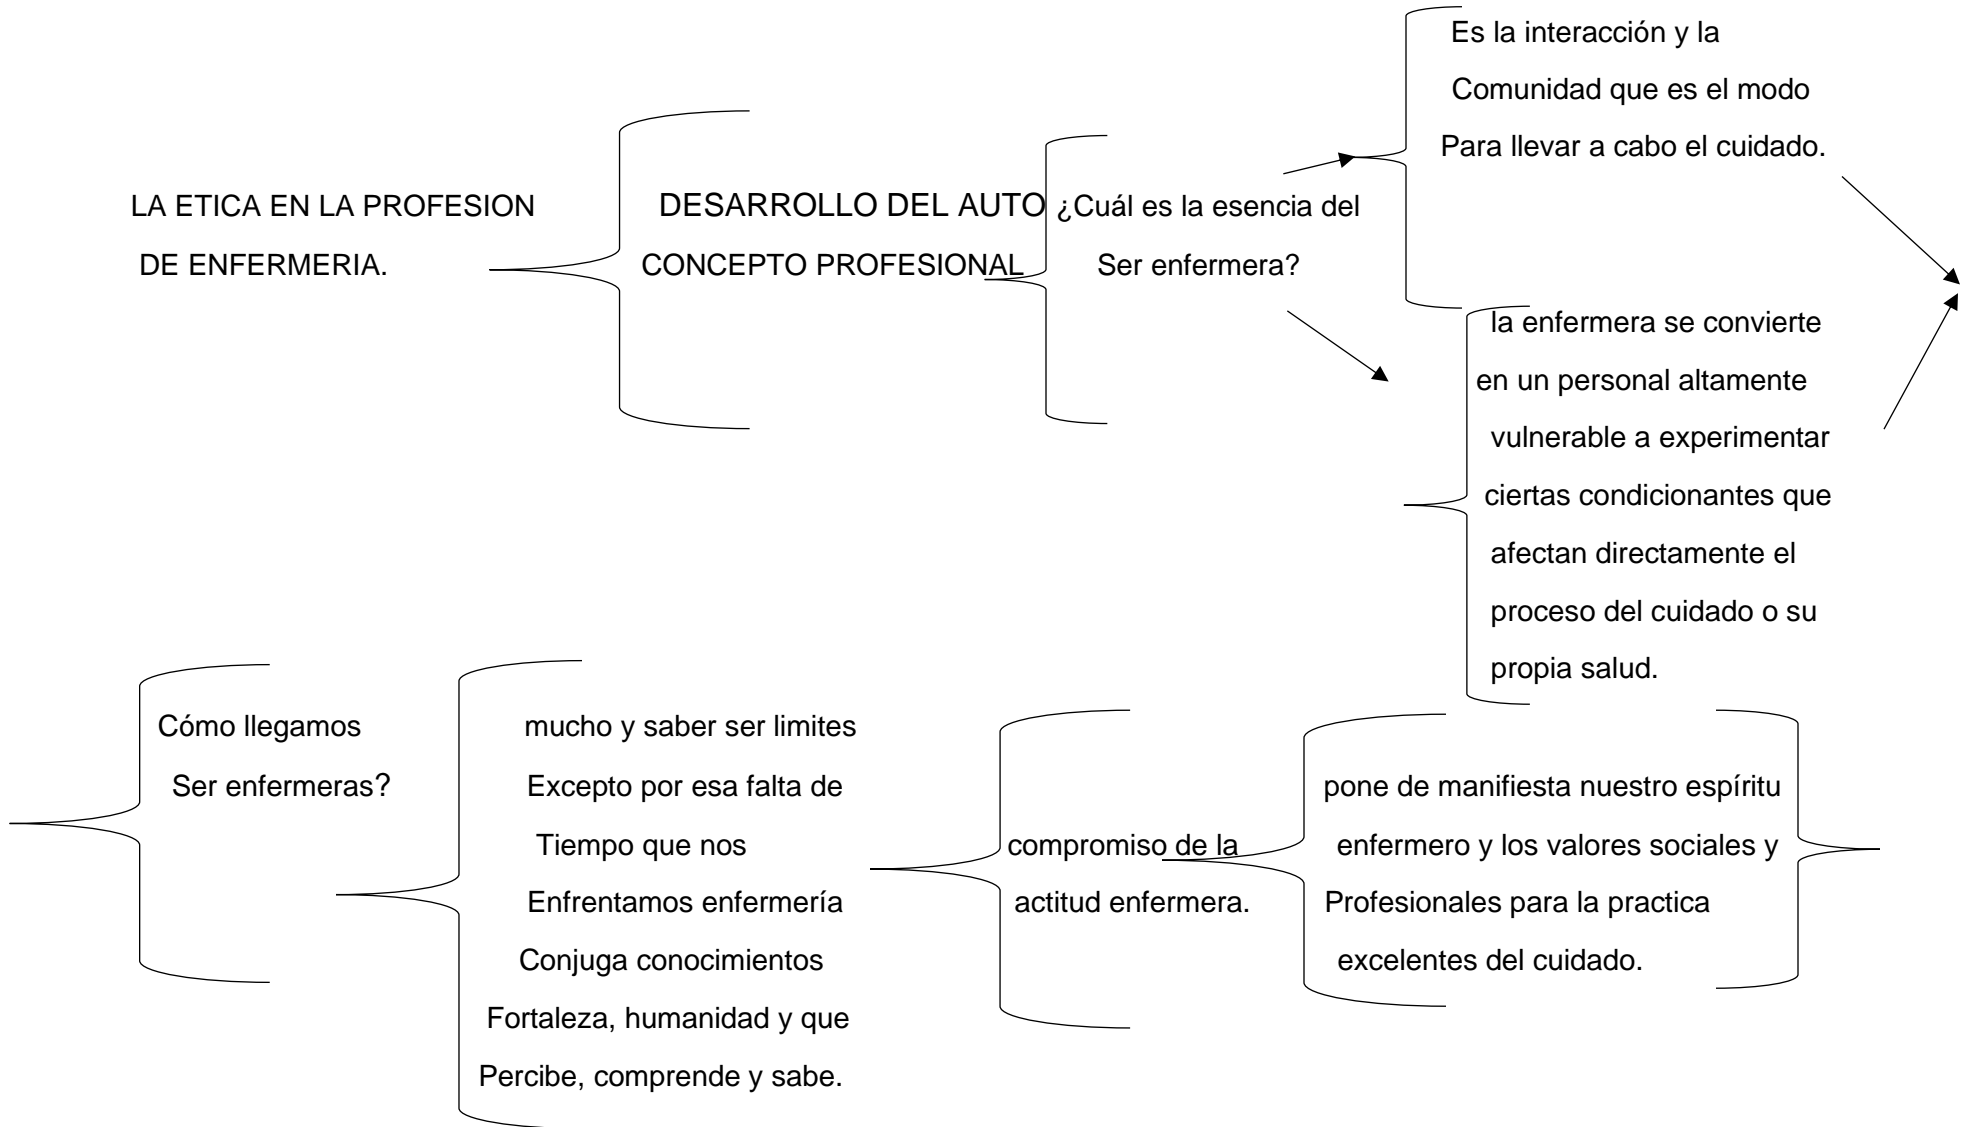 LA ETICA EN LA PROFESION
DE ENFERMERIA.
DESARROLLO DEL AUTO
CONCEPTO PROFESIONAL
¿Cuál es la esencia del
Ser enfermera?
Es la interacción y la
Comunidad que es el modo
Para llevar a cabo el cuidado.
la enfermera se convierte
en un personal altamente
vulnerable a experimentar
ciertas condicionantes que
afectan directamente el
proceso del cuidado o su
propia salud.
Cómo llegamos
Ser enfermeras?
mucho y saber ser limites
Excepto por esa falta de
Tiempo que nos
Enfrentamos enfermería
Conjuga conocimientos
Fortaleza, humanidad y que
Percibe, comprende y sabe.
compromiso de la
actitud enfermera.
pone de manifiesta nuestro espíritu
enfermero y los valores sociales y
Profesionales para la practica
excelentes del cuidado.